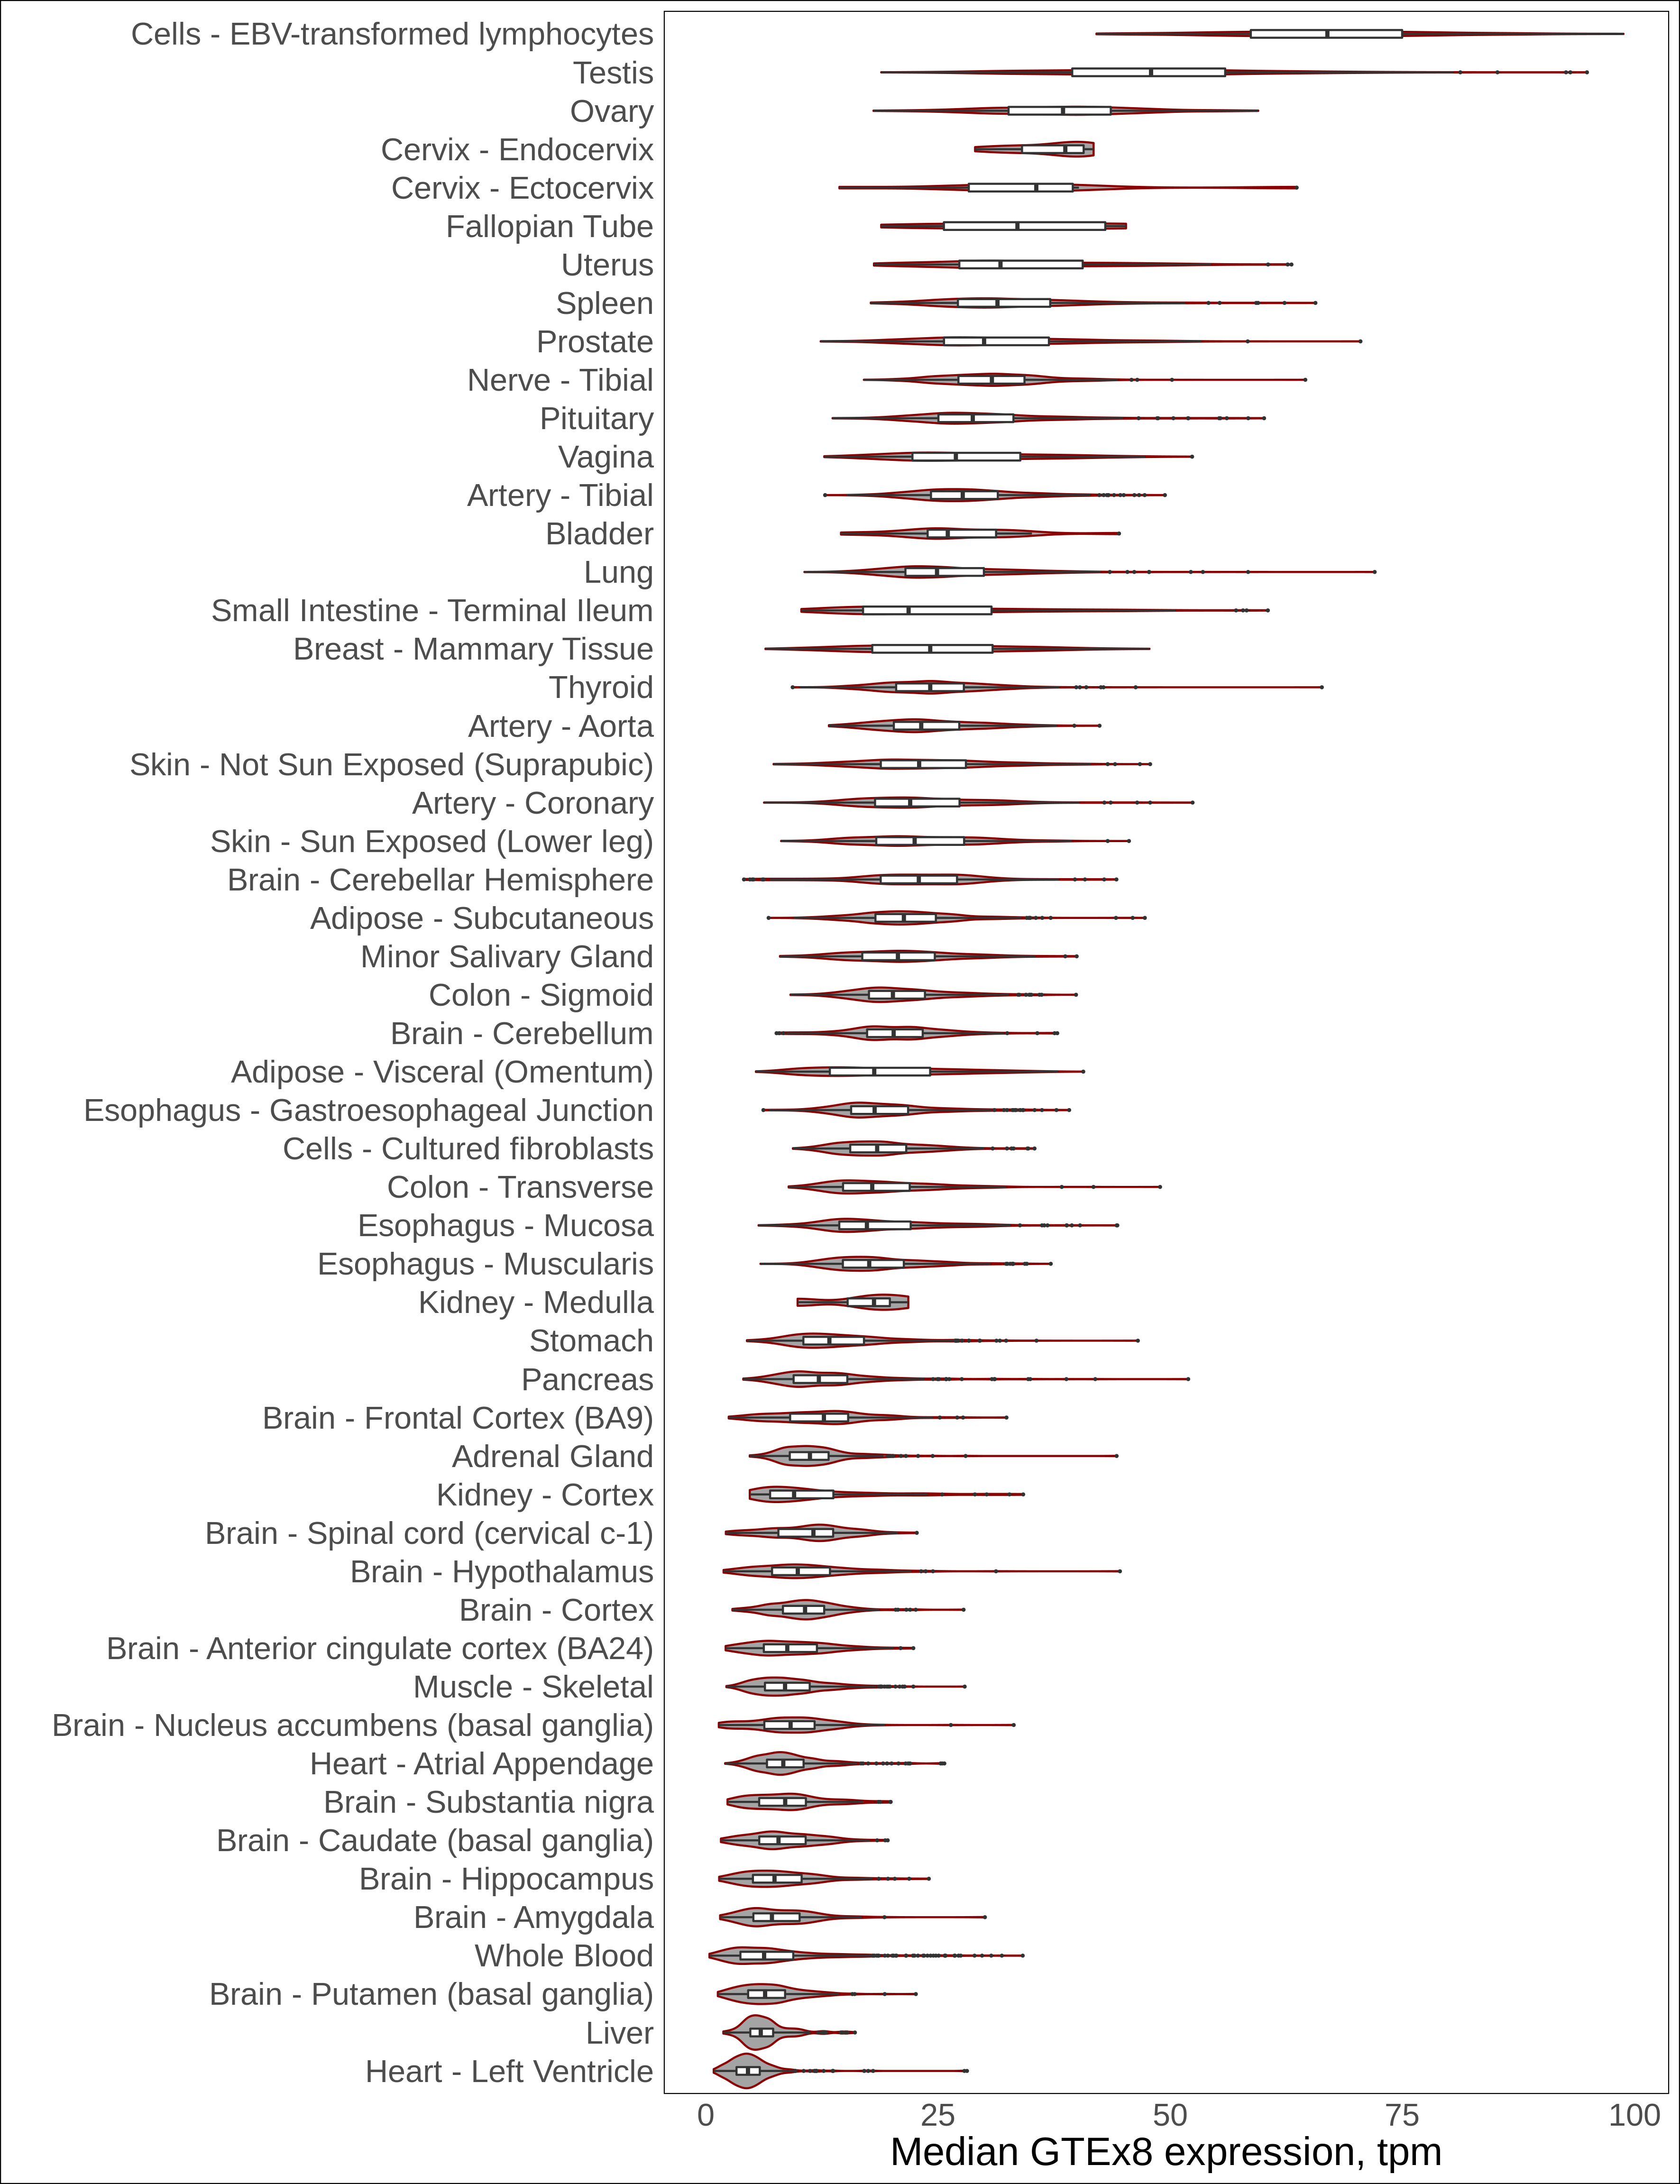 Cells - EBV-transformed lymphocytes
Testis
Ovary
Cervix - Endocervix
Cervix - Ectocervix
Fallopian Tube
Uterus
Spleen
Prostate
Nerve - Tibial
Pituitary
Vagina
Artery - Tibial
Bladder
Lung
Small Intestine - Terminal Ileum
Breast - Mammary Tissue
Thyroid
Artery - Aorta
Skin - Not Sun Exposed (Suprapubic)
Artery - Coronary
Skin - Sun Exposed (Lower leg)
Brain - Cerebellar Hemisphere
Adipose - Subcutaneous
Minor Salivary Gland
Colon - Sigmoid
Brain - Cerebellum
Adipose - Visceral (Omentum)
Esophagus - Gastroesophageal Junction
Cells - Cultured fibroblasts
Colon - Transverse
Esophagus - Mucosa
Esophagus - Muscularis
Kidney - Medulla
Stomach
Pancreas
Brain - Frontal Cortex (BA9)
Adrenal Gland
Kidney - Cortex
Brain - Spinal cord (cervical c-1)
Brain - Hypothalamus
Brain - Cortex
Brain - Anterior cingulate cortex (BA24)
Muscle - Skeletal
Brain - Nucleus accumbens (basal ganglia)
Heart - Atrial Appendage
Brain - Substantia nigra
Brain - Caudate (basal ganglia)
Brain - Hippocampus
Brain - Amygdala
Whole Blood
Brain - Putamen (basal ganglia)
Liver
Heart - Left Ventricle
0 25 50 75 100
Median GTEx8 expression, tpm